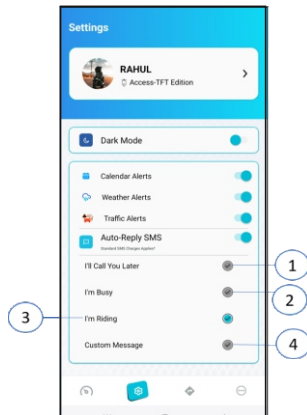 Settings
RAHUL
Access-TFT Edition
Dark Mode
Calendar Alerts
Weather Alerts
Traffic Alerts
Auto-Reply SMS
Standard SMS Charges Applies*
I'll Call You Later
1
I'm Busy
2
3
I'm Riding
Custom Message
4